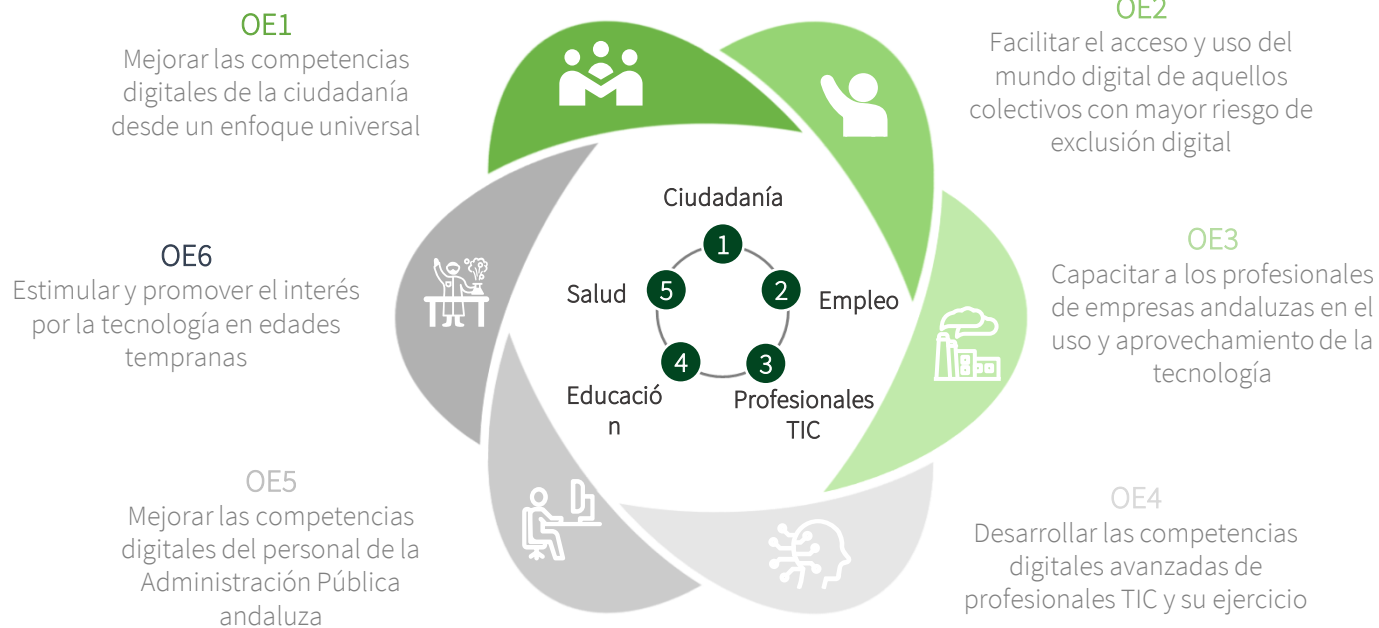 OE1
Mejorar las competencias
digitales de la ciudadanía
desde un enfoque universal
OE2
Facilitar el acceso y uso del
mundo digital de aquellos
colectivos con mayor riesgo de
exclusión digital
OE3
Capacitar a los profesionales
de empresas andaluzas en el
uso y aprovechamiento de la
tecnología
OE4
Desarrollar las competencias
digitales avanzadas de
profesionales TIC y su ejercicio
OE5
Mejorar las competencias
digitales del personal de la
Administración Pública
andaluza
OE6
Estimular y promover el interés
por la tecnología en edades
tempranas
Ciudadanía
1
2
Empleo
3
Profesionales
TIC
4
Educació
n
5
Salud